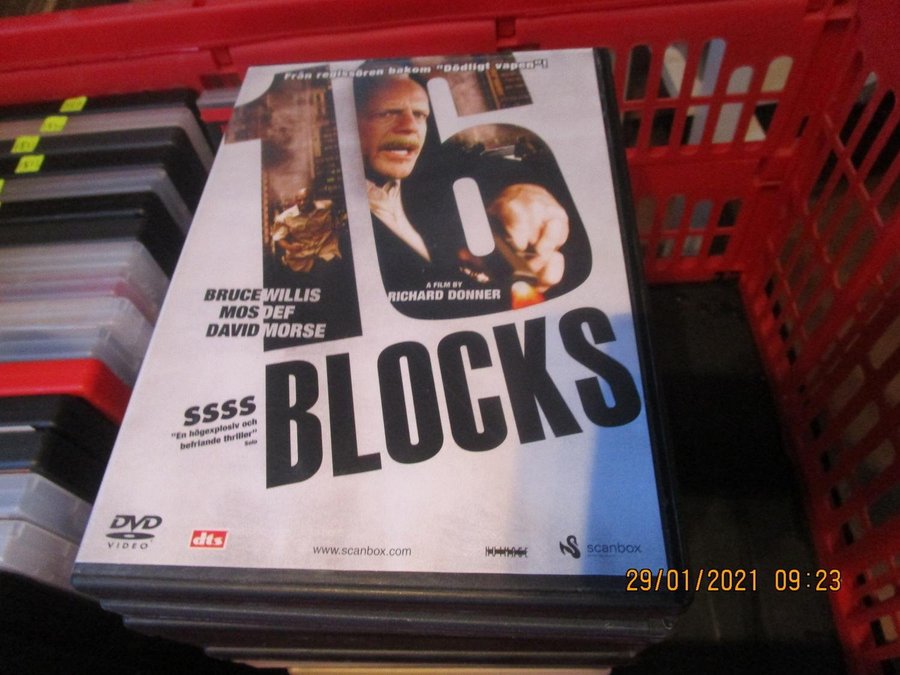 Från regissören bakom "Dödligt vapen"!
16
BRUCE WILLIS
MOS DEF
DAVID MORSE
A FILM BY
RICHARD DONNER
BLOCKS
SSSS
"En högexplosiv och
befriande thriller"
Solo
DVD
VIDEO
dts
www.scanbox.com
scanbox
29/01/2021 09:23